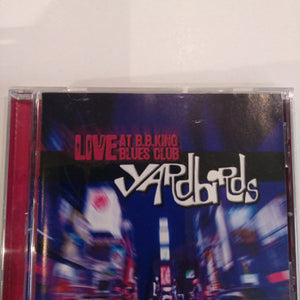 LIVE AT B.B. KING
BLUES CLUB
YARDBIRDS